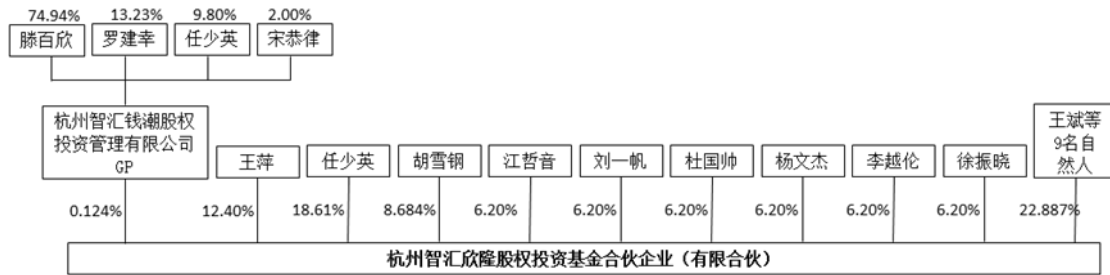 74.94% 13.23% 9.80% 2.00%
滕百欣 罗建幸 任少英 宋恭律
杭州智汇钱潮股权
投资管理有限公司
GP
王萍 任少英 胡雪钢 江哲音 刘一帆 杜国帅 杨文杰 李越伦 徐振晓
王斌等
9名自
然人
0.124% 12.40% 18.61% 8.684% 6.20% 6.20% 6.20% 6.20% 6.20% 6.20% 22.887%
杭州智汇欣隆股权投资基金合伙企业（有限合伙）